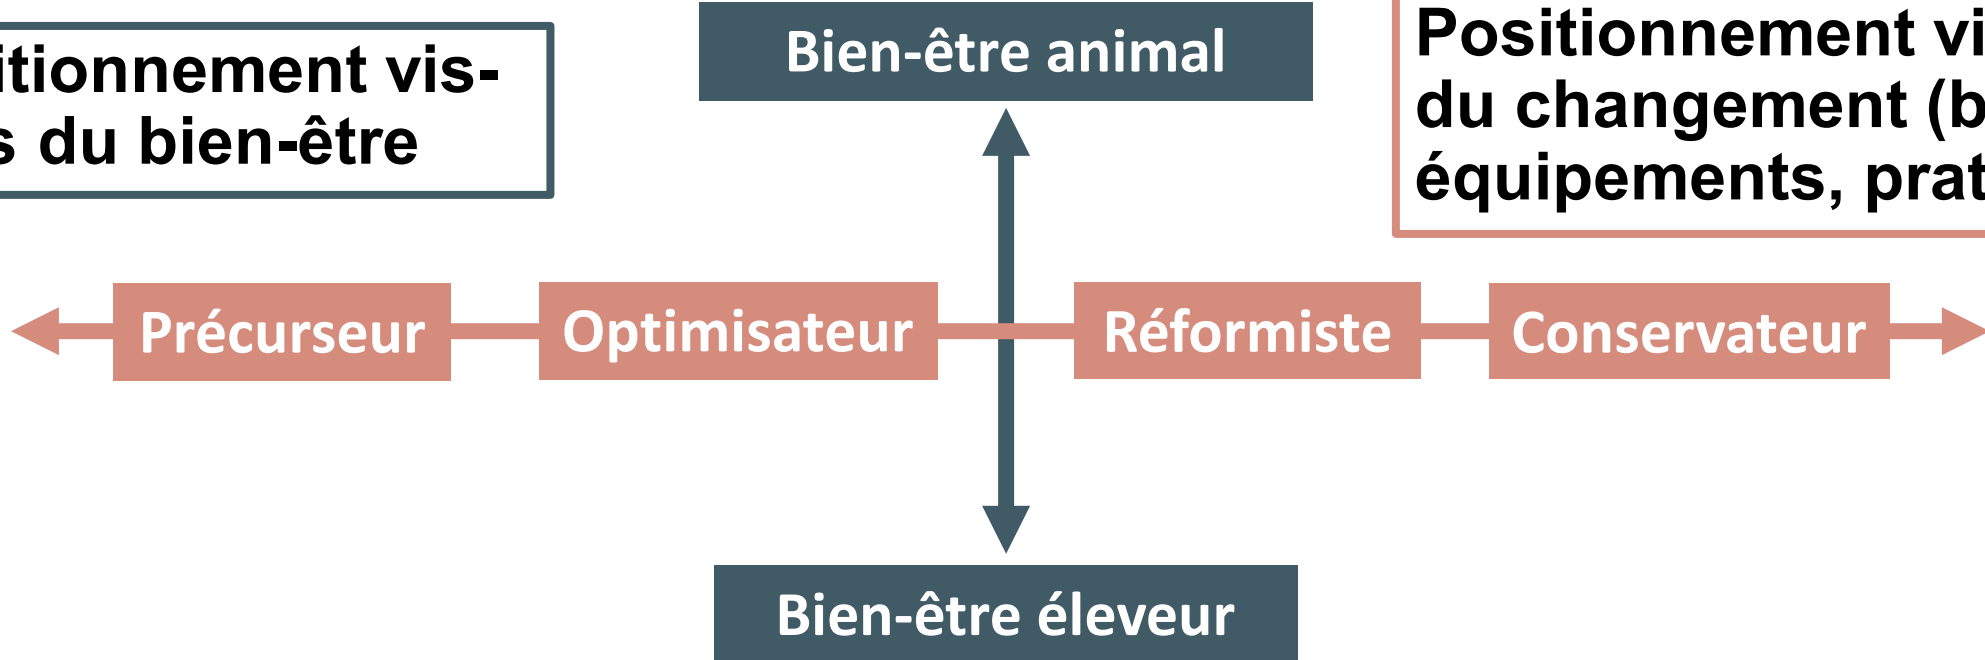 Bien-être animal
itionnement vis-
s du bien-être
Positionnement vi
du changement (b
équipements, prat
Précurseur Optimisateur Réformiste Conservateur
Bien-être éleveur